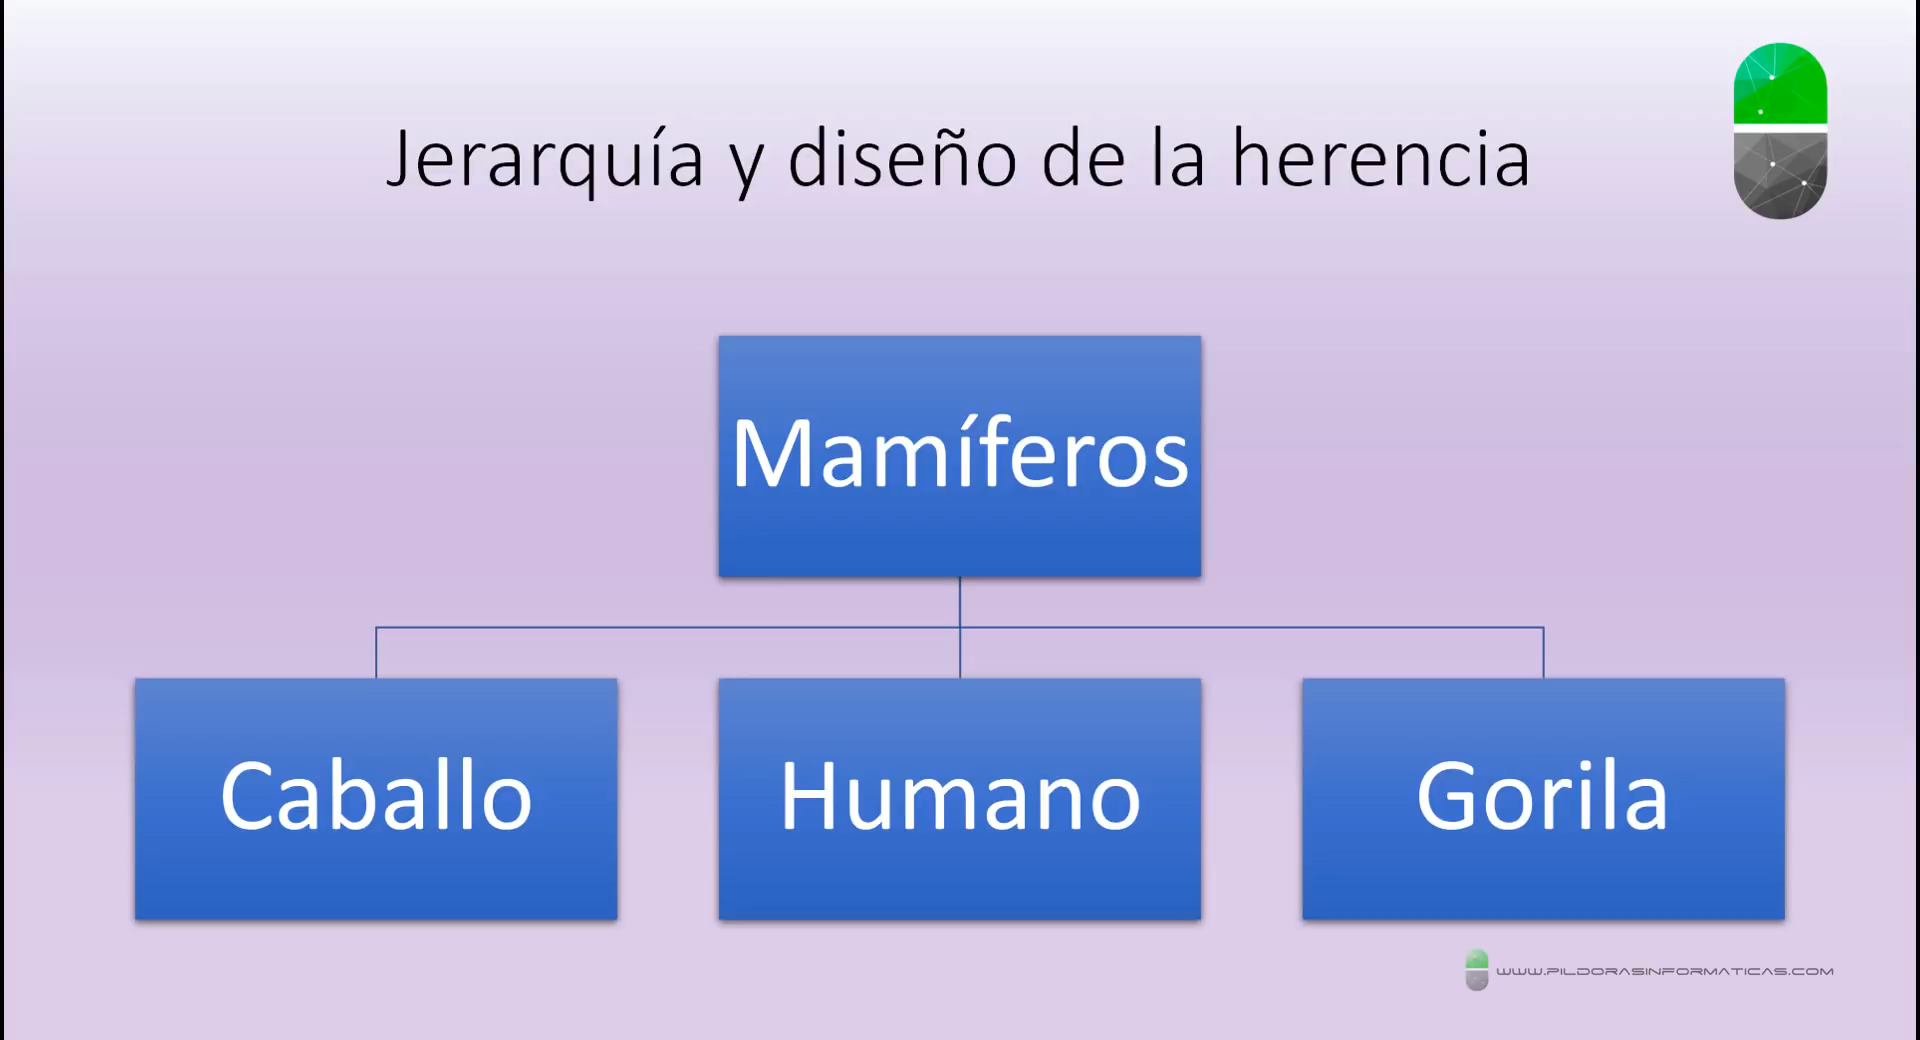 Jerarquía y diseño de la herencia
Mamíferos
Caballo
Humano
Gorila
WWW.PILDORASINFORMATICAS.COM